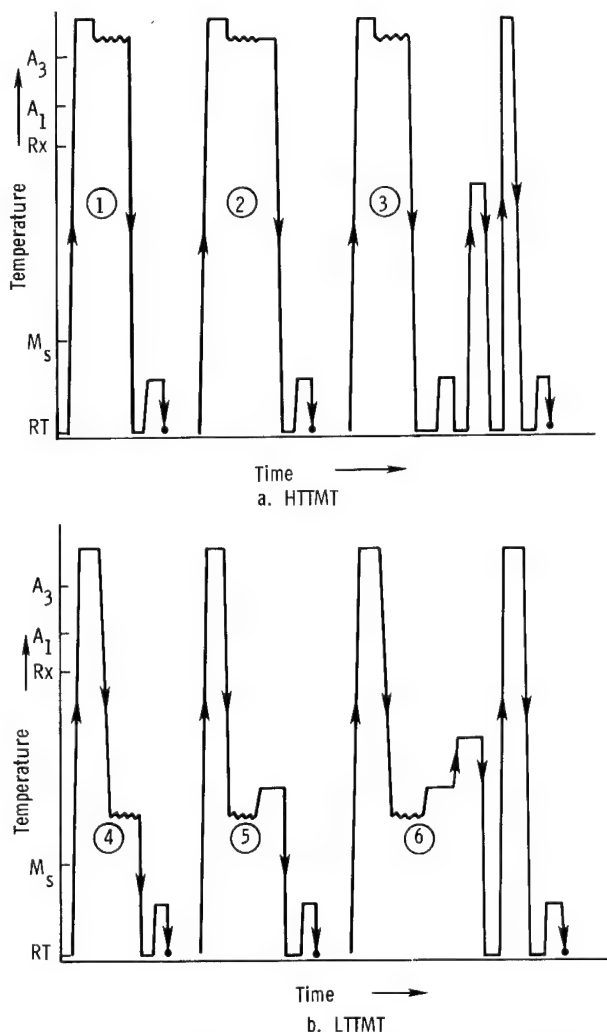 A3
A1
Rx
Temperature
1
2
3
Ms
RT
Time
a. HTTMT
A3
A1
Rx
Temperature
4
5
6
Ms
RT
Time
b. LTTMT